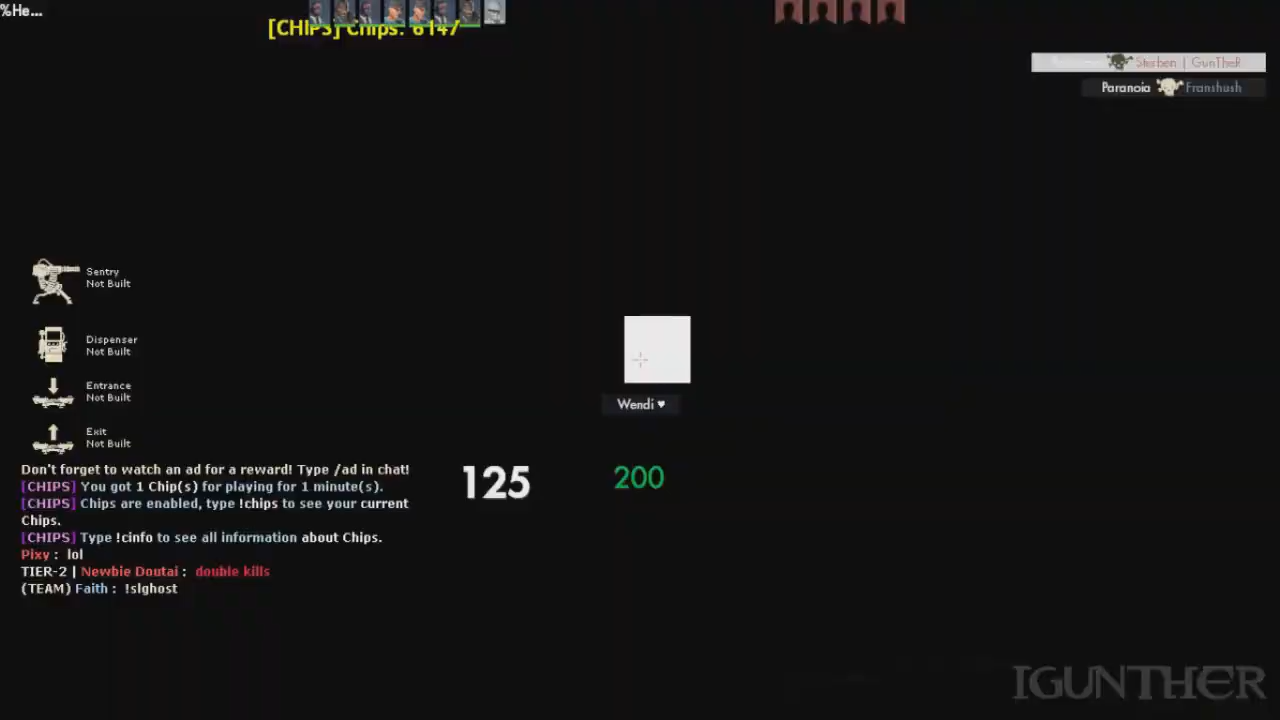 %He...
[CHIPS] Chips: 6147
Sterben | GunTheR
Paranoia Franshush
Sentry
Not Built
Dispenser
Not Built
Entrance
Not Built
Exit
Not Built
Wendi ♥
125
200
Don't forget to watch an ad for a reward! Type /ad in chat!
[CHIPS] You got 1 Chip(s) for playing for 1 minute(s).
[CHIPS] Chips are enabled, type !chips to see your current
Chips.
[CHIPS] Type !cinfo to see all information about Chips.
Pixy : lol
TIER-2 | Newbie Doutai : double kills
(TEAM) Faith : !slghost
IGUNTHER